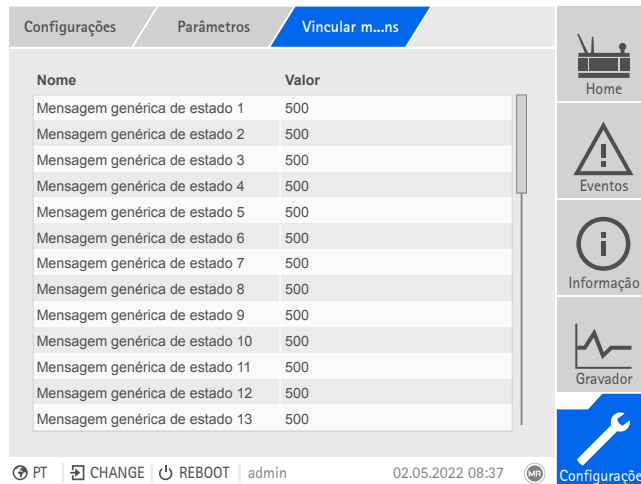 Configurações Parâmetros Vincular m...ns
Nome Valor
Mensagem genérica de estado 1 500
Mensagem genérica de estado 2 500
Mensagem genérica de estado 3 500
Mensagem genérica de estado 4 500
Mensagem genérica de estado 5 500
Mensagem genérica de estado 6 500
Mensagem genérica de estado 7 500
Mensagem genérica de estado 8 500
Mensagem genérica de estado 9 500
Mensagem genérica de estado 10 500
Mensagem genérica de estado 11 500
Mensagem genérica de estado 12 500
Mensagem genérica de estado 13 500
Home
Eventos
Informação
Gravador
Configuraçõe
PT CHANGE REBOOT admin 02.05.2022 08:37 MR